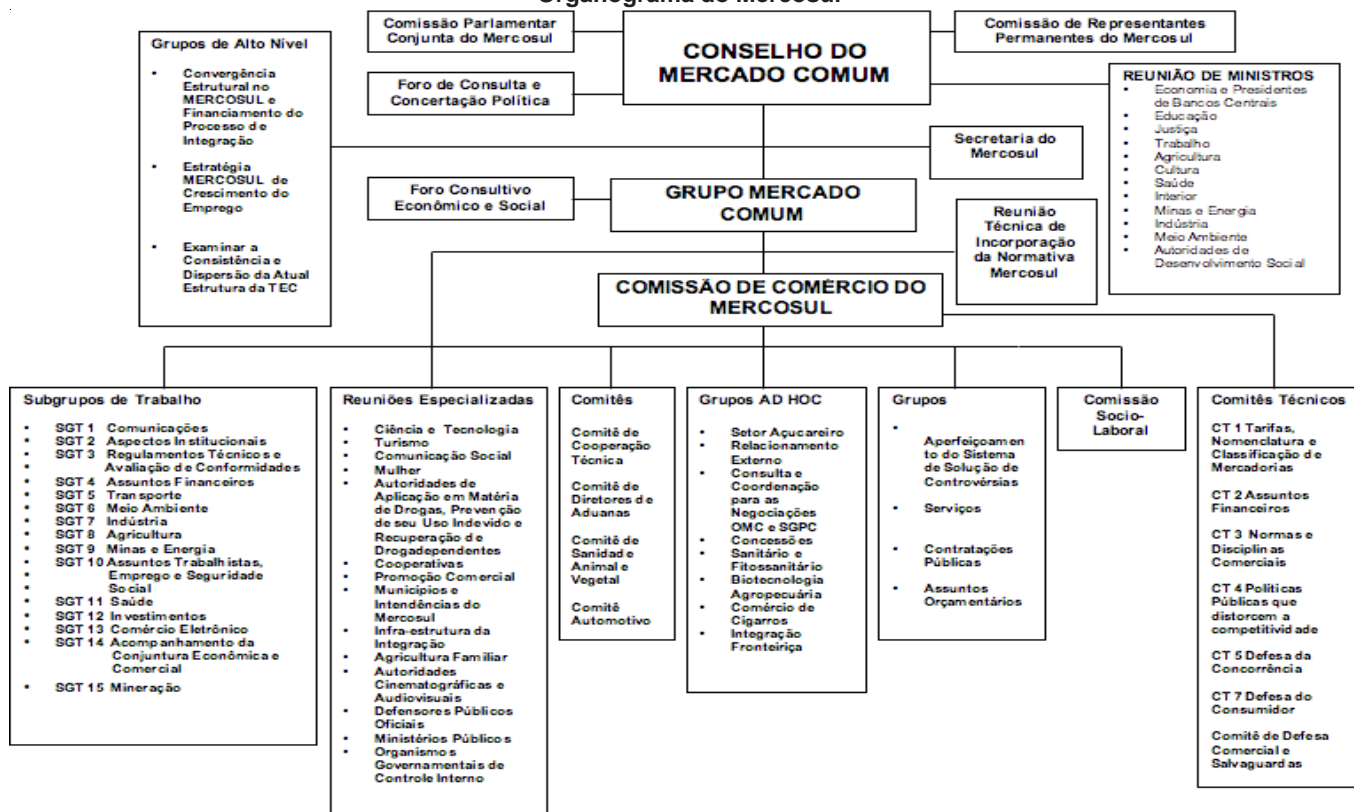 Organograma do Mercosul
Comissão Parlamentar
Conjunta do Mercosul
CONSELHO DO
MERCADO COMUM
Comissão de Representantes
Permanentes do Mercosul
Grupos de Alto Nível
• Convergência
Estrutural no
MERCOSUL e
Financiamento do
Processo de
Integração
• Estratégia
MERCOSUL de
Crescimento do
Emprego
• Examinar a
Consistência e
Dispersão da Atual
Estrutura da TEC
Foro de Consulta e
Concertação Política
REUNIÃO DE MINISTROS
• Economia e Presidentes
de Bancos Centrais
• Educação
• Justiça
• Trabalho
• Agricultura
• Cultura
• Saúde
• Interior
• Minas e Energia
• Indústria
• Meio Ambiente
• Autoridades de
Desenvolvimento Social
Secretaria do
Mercosul
Foro Consultivo
Econômico e Social
GRUPO MERCADO
COMUM
Reunião
Técnica de
Incorporação
da Normativa
Mercosul
COMISSÃO DE COMÉRCIO DO
MERCOSUL
Subgrupos de Trabalho
• SGT 1 Comunicações
• SGT 2 Aspectos Institucionais
• SGT 3 Regulamentos Técnicos e
• Avaliação de Conformidades
• SGT 4 Assuntos Financeiros
• SGT 5 Transporte
• SGT 6 Meio Ambiente
• SGT 7 Indústria
• SGT 8 Agricultura
• SGT 9 Minas e Energia
• SGT 10 Assuntos Trabalhistas,
• Emprego e Seguridade
• Social
• SGT 11 Saúde
• SGT 12 Investimentos
• SGT 13 Comércio Eletrônico
• SGT 14 Acompanhamento da
Conjuntura Econômica e
Comercial
• SGT 15 Mineração
Reuniões Especializadas
• Ciência e Tecnologia
• Turismo
• Comunicação Social
• Mulher
• Autoridades de
Aplicação em Matéria
de Drogas, Prevenção
de seu Uso Indevido e
Recuperação de
Drogadependentes
• Cooperativas
• Promoção Comercial
• Municípios e
Intendências do
Mercosul
• Infra-estrutura da
Integração
• Agricultura Familiar
• Autoridades
Cinematográficas e
Audiovisuais
• Defensores Públicos
Oficiais
• Ministérios Públicos
• Organismos
Governamentais de
Controle Interno
Comitês
Comitê de
Cooperação
Técnica
Comitê de
Diretores de
Aduanas
Comitê de
Sanidade
Animal e
Vegetal
Comitê
Automotivo
Grupos AD HOC
• Setor Açucareiro
• Relacionamento
Externo
• Consulta e
Coordenação
para as
Negociações
OMC e SGPC
• Concessões
• Sanitário e
Fitossanitário
• Biotecnologia
Agropecuária
• Comércio de
Cigarros
• Integração
Fronteiriça
Grupos
•
Aperfeiçoamen
to do Sistema
de Solução de
Controvérsias
• Serviços
• Contratações
Públicas
• Assuntos
Orçamentários
Comissão
Socio-
Laboral
Comitês Técnicos
CT 1 Tarifas,
Nomenclatura e
Classificação de
Mercadorias
CT 2 Assuntos
Financeiros
CT 3 Normas e
Disciplinas
Comerciais
CT 4 Políticas
Públicas que
distorcem a
competitividade
CT 5 Defesa da
Concorrência
CT 7 Defesa do
Consumidor
Comitê de Defesa
Comercial e
Salvaguardas